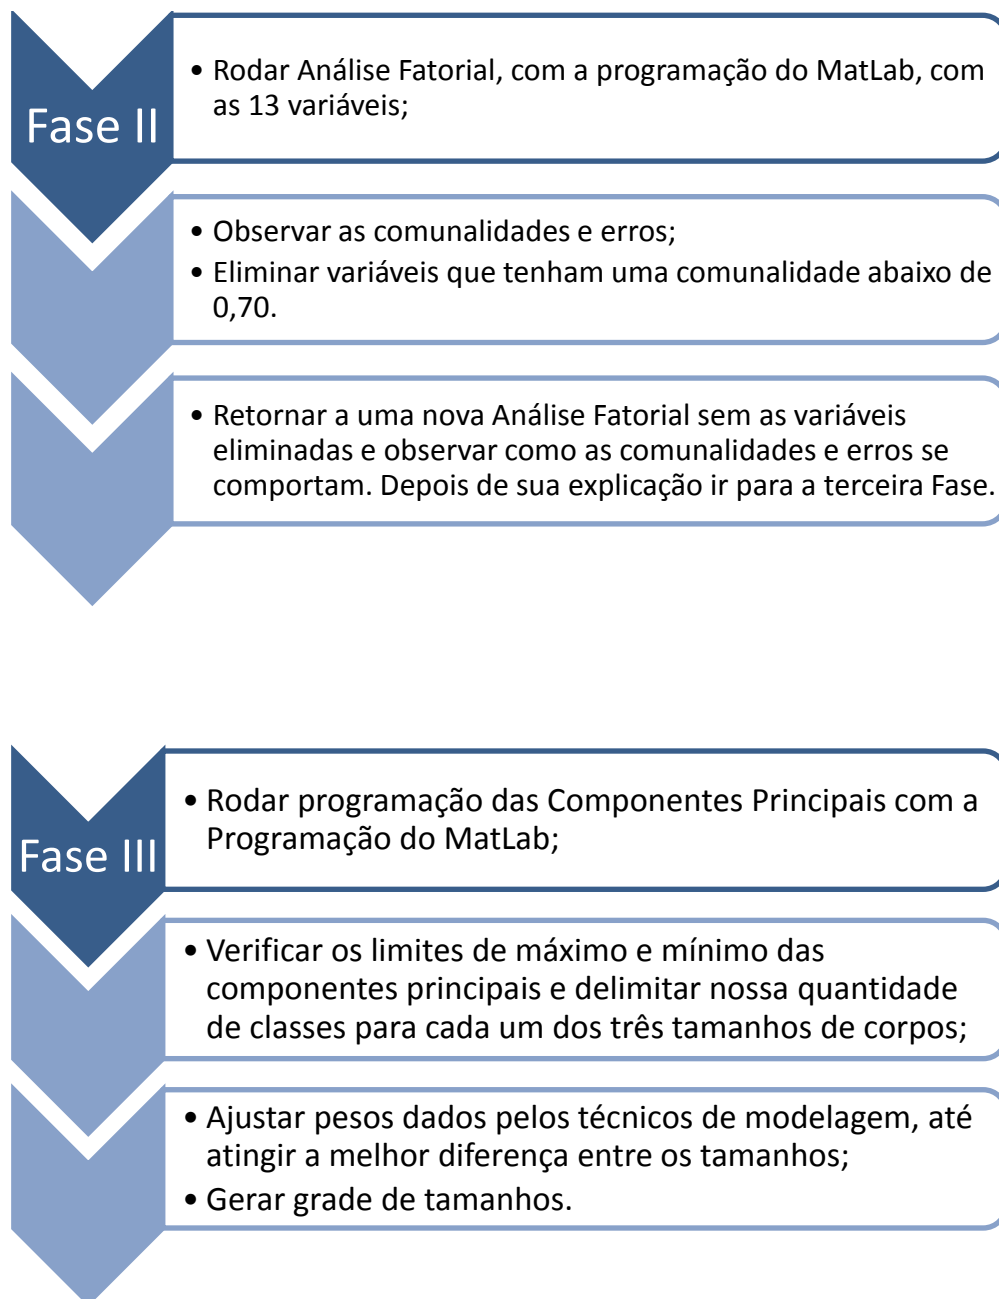 Fase II
• Rodar Análise Fatorial, com a programação do MatLab, com
as 13 variáveis;
• Observar as comunalidades e erros;
• Eliminar variáveis que tenham uma comunalidade abaixo de
0,70.
• Retornar a uma nova Análise Fatorial sem as variáveis
eliminadas e observar como as comunalidades e erros se
comportam. Depois de sua explicação ir para a terceira Fase.
Fase III
• Rodar programação das Componentes Principais com a
Programação do MatLab;
• Verificar os limites de máximo e mínimo das
componentes principais e delimitar nossa quantidade
de classes para cada um dos três tamanhos de corpos;
• Ajustar pesos dados pelos técnicos de modelagem, até
atingir a melhor diferença entre os tamanhos;
• Gerar grade de tamanhos.